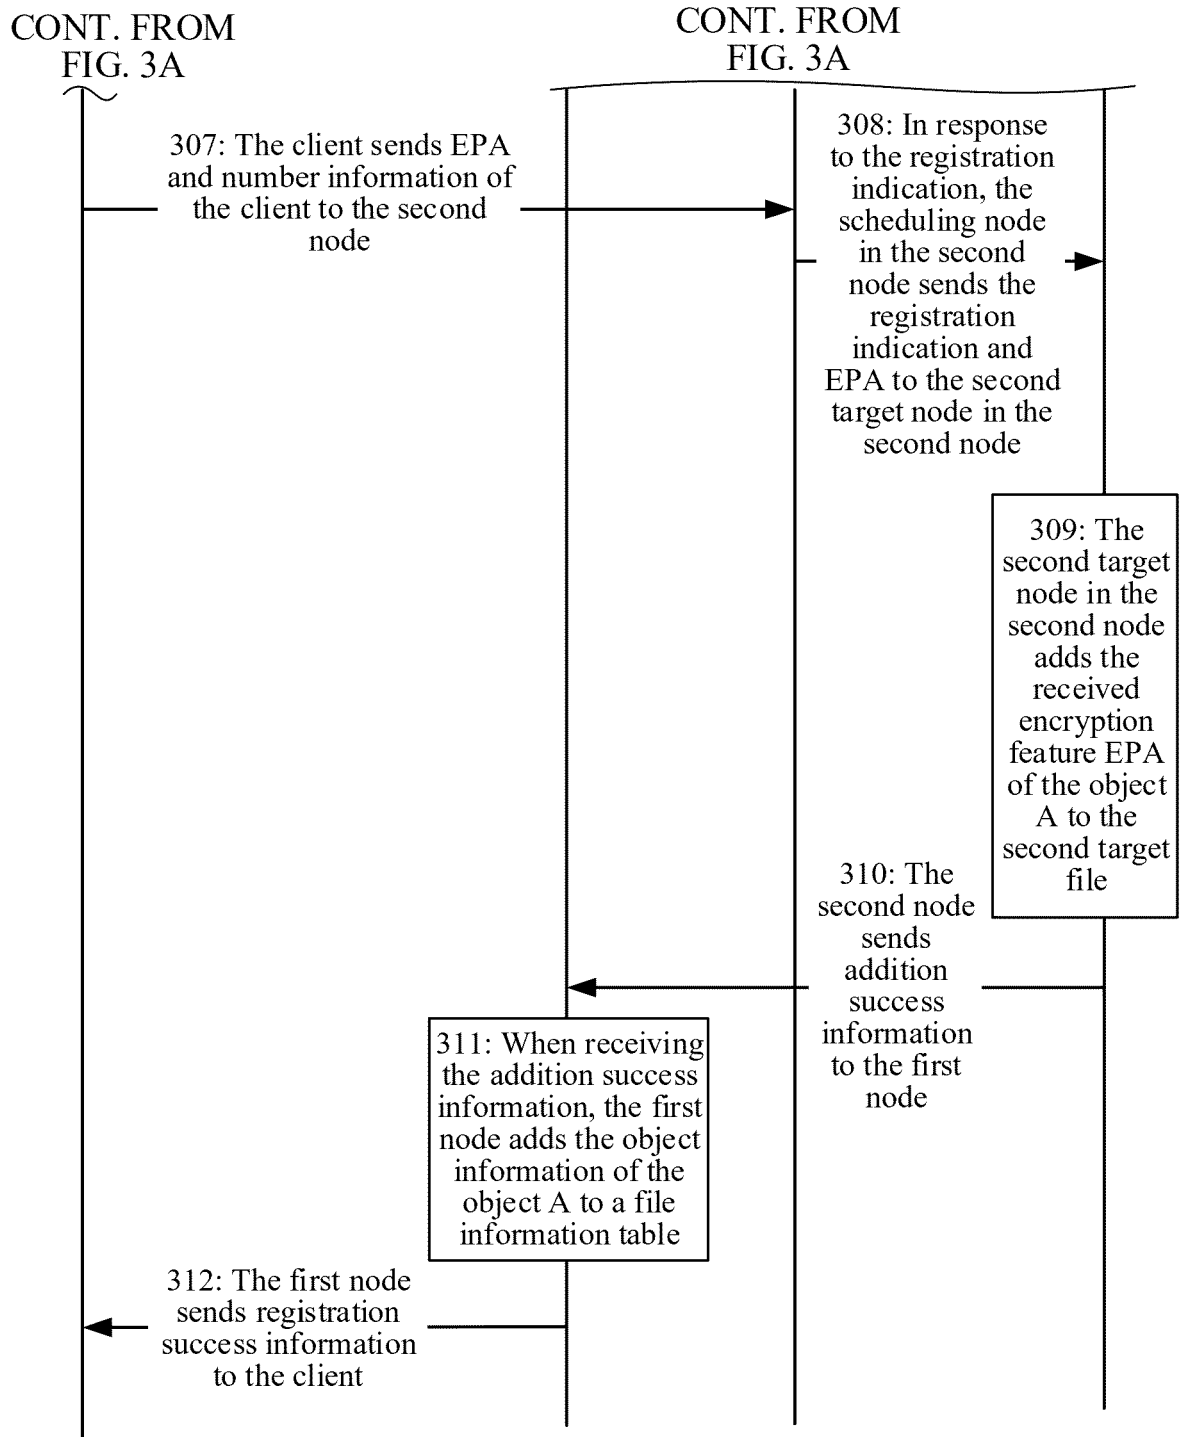 CONT. FROM
FIG. 3A
CONT. FROM
FIG. 3A
307: The client sends EPA
and number information of
the client to the second
node
308: In response
to the registration
indication, the
scheduling node
in the second
node sends the
registration
indication and
EPA to the second
target node in the
second node
309: The
second target
node in the
second node
adds the
received
encryption
feature EPA
of the object
A to the
second target
file
310: The
second node
sends
addition
success
information
to the first
node
311: When receiving
the addition success
information, the first
node adds the object
information of the
object A to a file
information table
312: The first node
sends registration
success information
to the client